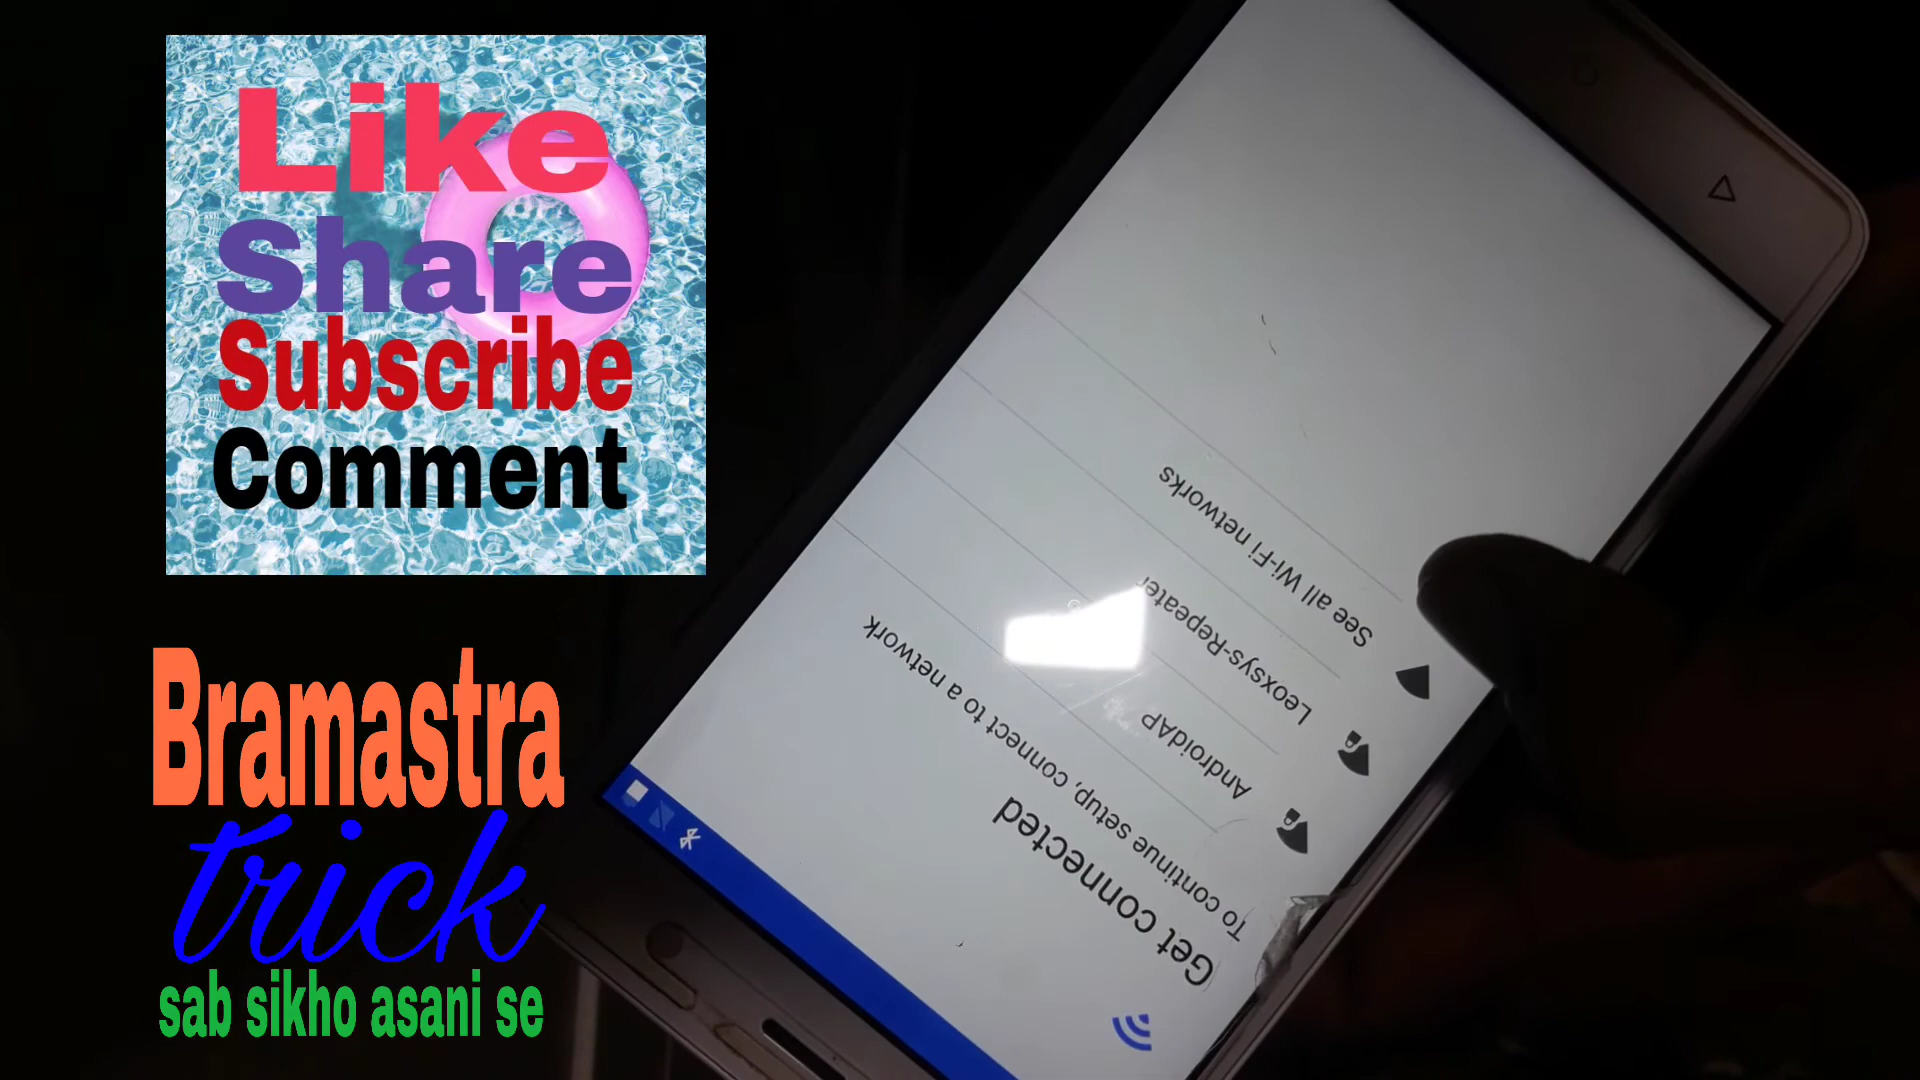 Like
Share
Subscribe
Comment
Bramastra
trick
sab sikho asani se
Get connected
To continue setup, connect to a network
AndroidAP
Leoxsys-Repeater
See all Wi-Fi networks